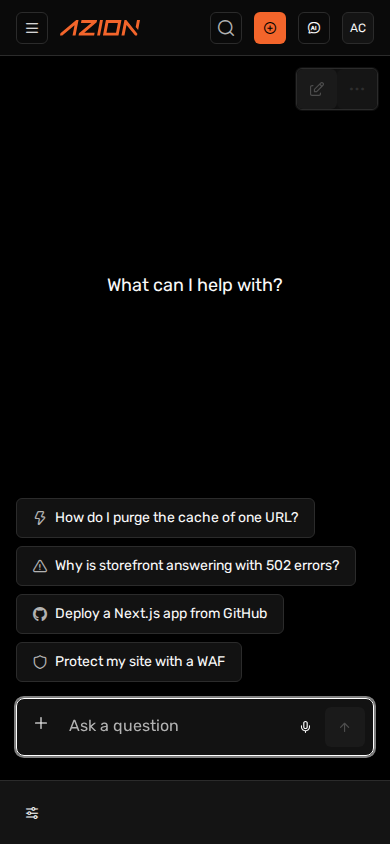 AZION
AC
What can I help with?
How do I purge the cache of one URL?
Why is storefront answering with 502 errors?
Deploy a Next.js app from GitHub
Protect my site with a WAF
Ask a question